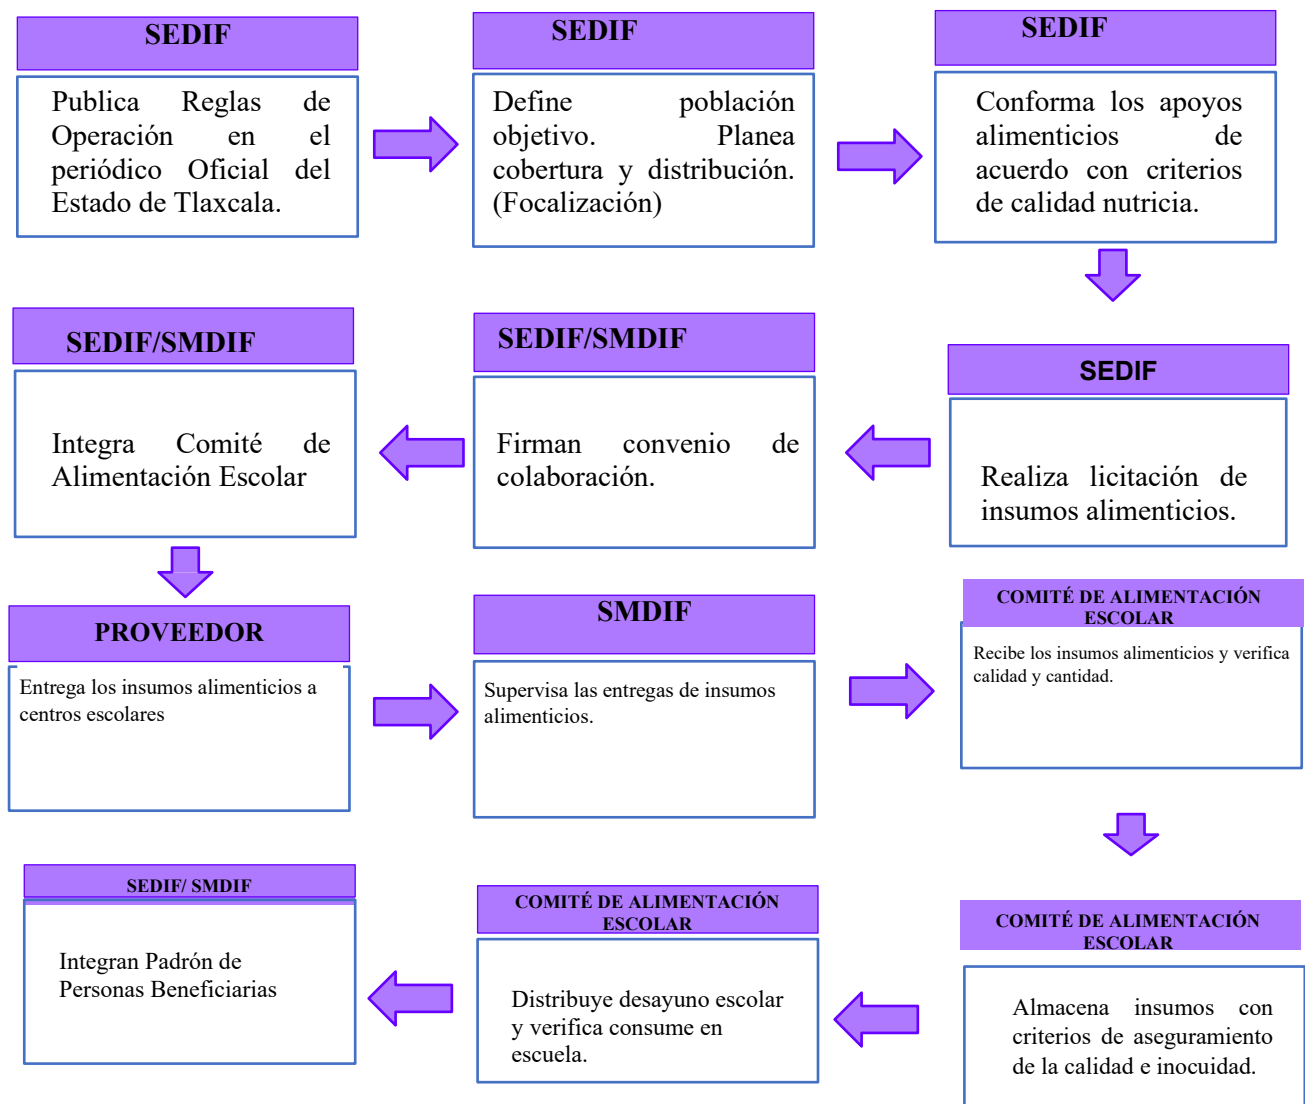 SEDIF
Publica Reglas de
Operación en el
periódico Oficial del
Estado de Tlaxcala.
SEDIF
Define población
objetivo. Planea
cobertura y distribución.
(Focalización)
SEDIF
Conforma los apoyos
alimenticios de
acuerdo con criterios
de calidad nutricia.
SEDIF
Realiza licitación de
insumos alimenticios.
SEDIF/SMDIF
Firman convenio de
colaboración.
SEDIF/SMDIF
Integra Comité de
Alimentación Escolar
PROVEEDOR
Entrega los insumos alimenticios a
centros escolares
SMDIF
Supervisa las entregas de insumos
alimenticios.
COMITÉ DE ALIMENTACIÓN
ESCOLAR
Recibe los insumos alimenticios y verifica
calidad y cantidad.
COMITÉ DE ALIMENTACIÓN
ESCOLAR
Almacena insumos con
criterios de aseguramiento
de la calidad e inocuidad.
COMITÉ DE ALIMENTACIÓN
ESCOLAR
Distribuye desayuno escolar
y verifica consume en
escuela.
SEDIF/ SMDIF
Integran Padrón de
Personas Beneficiarias